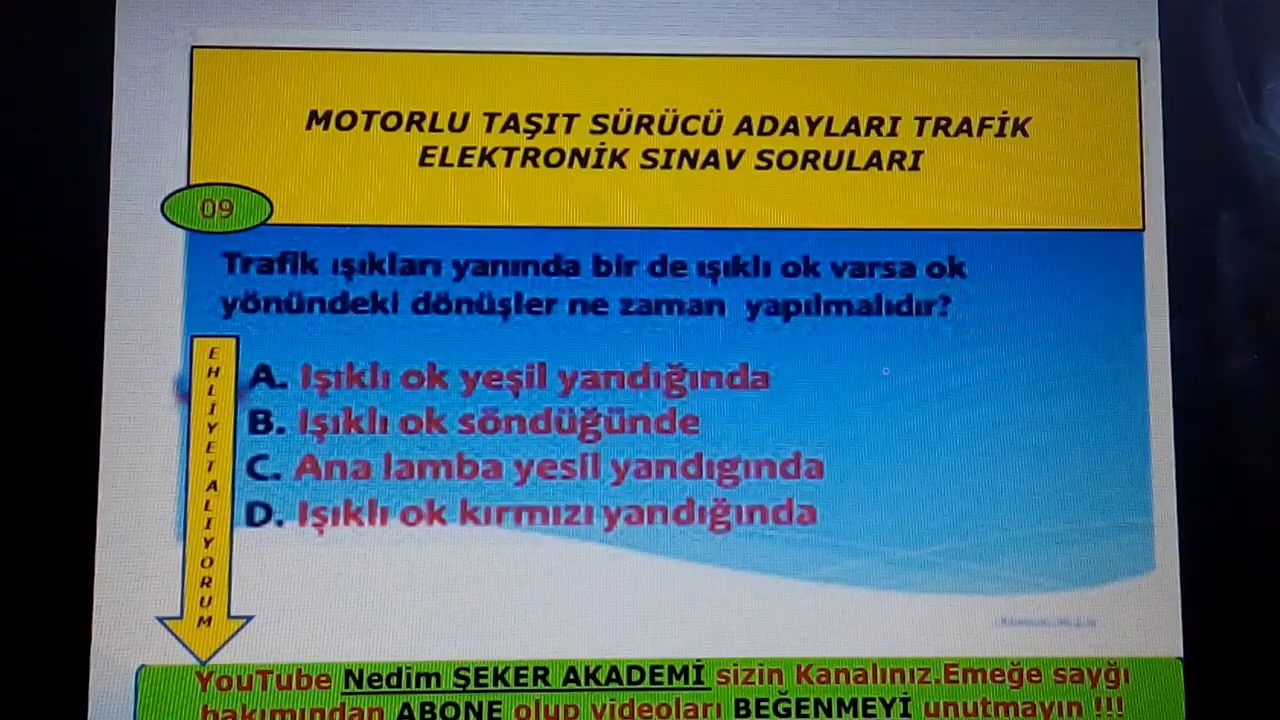 MOTORLU TAŞIT SÜRÜCÜ ADAYLARI TRAFİK
ELEKTRONİK SINAV SORULARI
09
Trafik ışıkları yanında bir de ışıklı ok varsa ok
yönündeki dönüşler ne zaman yapılmalıdır?
A. Işıklı ok yeşil yandığında
B. Işıklı ok söndüğünde
C. Ana lamba yesil yandıgında
D. Işıklı ok kırmızı yandığında
EHLİYETALIYORUM
YouTube Nedim ŞEKER AKADEMİ sizin Kanalınız.Emeğe saygı
bakımından ABONE olup videoları BEĞENMEYİ unutmayın !!!